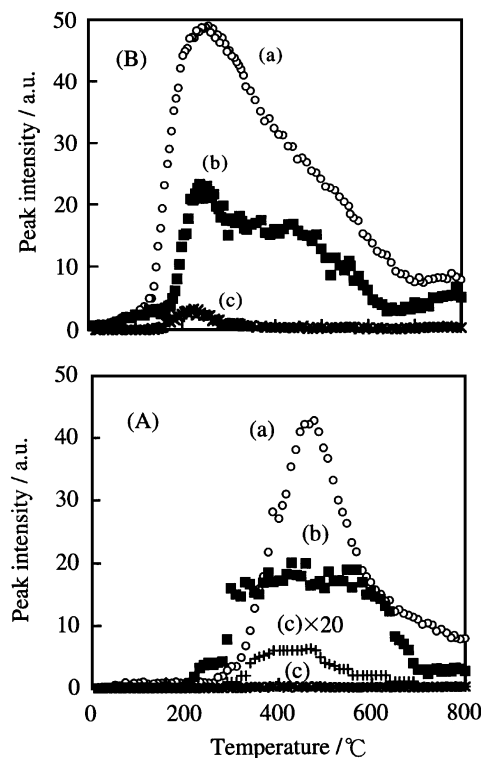 50
(B)
(a)
40
30
(b)
20
10
(c)
0
Peak intensity / a.u.
50
(A)
(a)
40
30
(b)
20
(c)×20
10
(c)
0
Peak intensity / a.u.
0 200 400 600 800
Temperature /℃